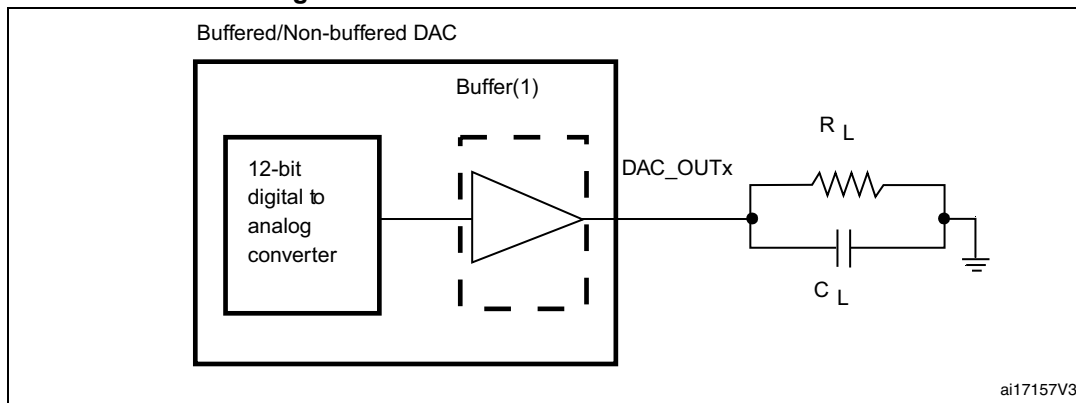 Buffered/Non-buffered DAC
Buffer(1)
12-bit
digital to
analog
converter
DAC_OUTx
R L
C L
ai17157V3